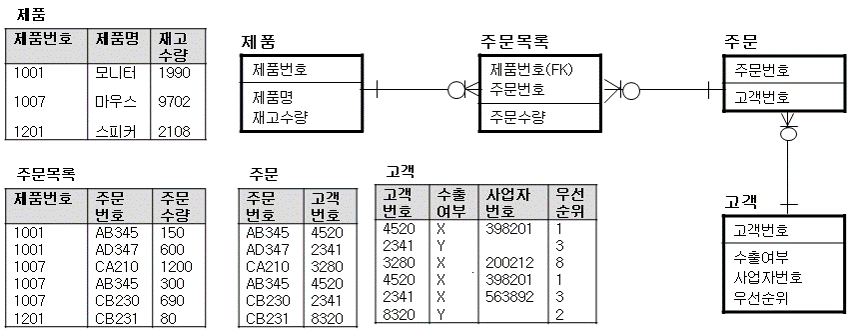 제품
제품번호 제품명 재고
수량
1001 모니터 1990
1007 마우스 9702
1201 스피커 2108
제품
제품번호
제품명
재고수량
주문목록
제품번호(FK)
주문번호
주문수량
주문
주문번호
고객번호
주문목록
제품번호 주문 주문
번호 수량
1001 AB345 150
1001 AD347 600
1007 CA210 1200
1007 AB345 300
1007 CB230 690
1201 CB231 80
주문
주문 고객
번호 번호
AB345 4520
AD347 2341
CA210 3280
AB345 4520
CB230 2341
CB231 8320
고객
고객 수출 사업자 우선
번호 여부 번호 순위
4520 X 398201 1
2341 Y 3
3280 X 200212 8
4520 X 398201 1
2341 X 563892 3
8320 Y 2
고객
고객번호
수출여부
사업자번호
우선순위